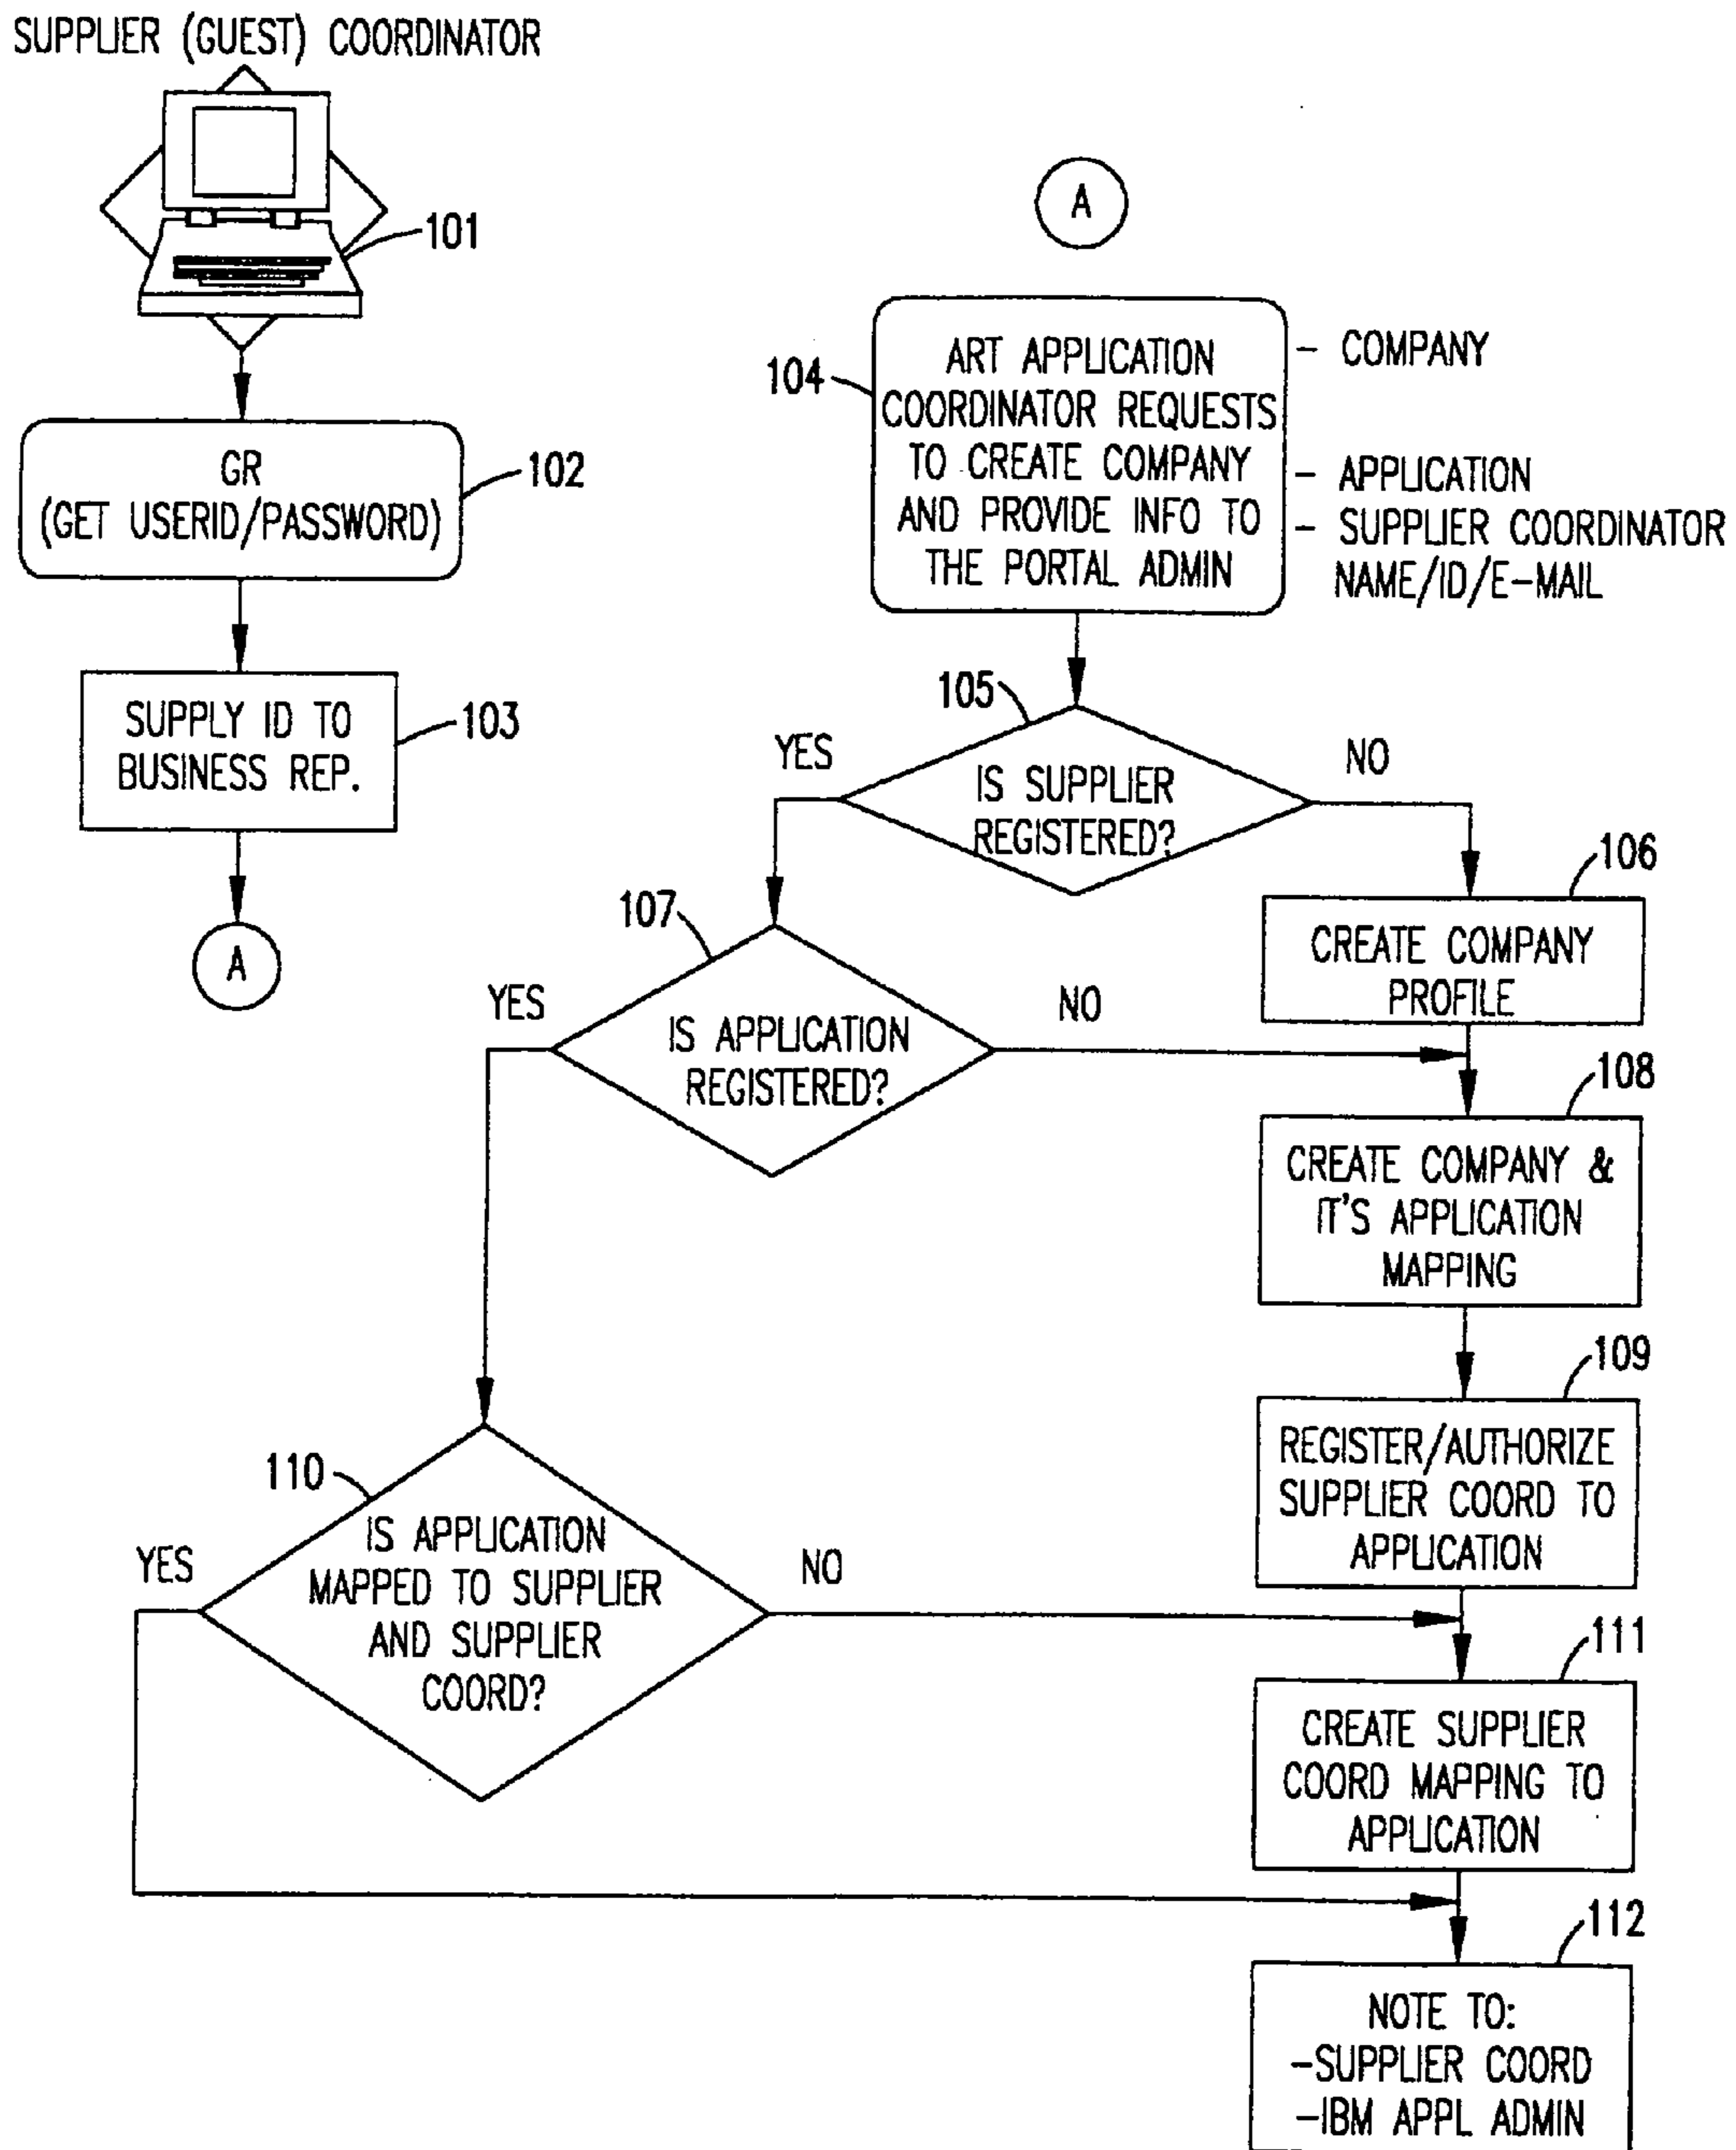 SUPPLIER (GUEST) COORDINATOR
101
GR
(GET USERID/PASSWORD)
102
SUPPLY ID TO
BUSINESS REP.
103
A
A
104
ART APPLICATION
COORDINATOR REQUESTS
TO CREATE COMPANY
AND PROVIDE INFO TO
THE PORTAL ADMIN
- COMPANY
- APPLICATION
- SUPPLIER COORDINATOR
NAME/ID/E-MAIL
105
YES
NO
IS SUPPLIER
REGISTERED?
106
CREATE COMPANY
PROFILE
107
YES
NO
IS APPLICATION
REGISTERED?
108
CREATE COMPANY &
IT'S APPLICATION
MAPPING
109
REGISTER/AUTHORIZE
SUPPLIER COORD TO
APPLICATION
110
YES
NO
IS APPLICATION
MAPPED TO SUPPLIER
AND SUPPLIER
COORD?
111
CREATE SUPPLIER
COORD MAPPING TO
APPLICATION
112
NOTE TO:
-SUPPLIER COORD
-IBM APPL ADMIN